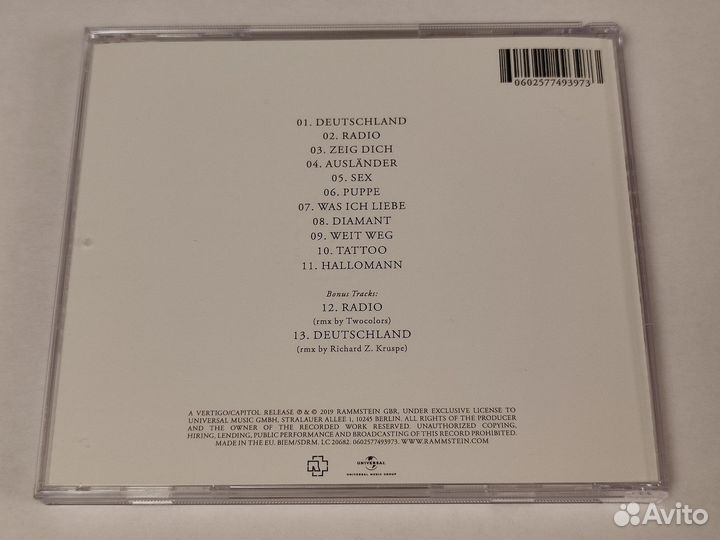 0602577493973
01. DEUTSCHLAND
02. RADIO
03. ZEIG DICH
04. AUSLÄNDER
05. SEX
06. PUPPE
07. WAS ICH LIEBE
08. DIAMANT
09. WEIT WEG
10. TATTOO
11. HALLOMANN
Bonus Tracks:
12. RADIO
(rmx by Twocolors)
13. DEUTSCHLAND
(rmx by Richard Z. Kruspe)
A VERTIGO/CAPITOL RELEASE ℗ & © 2019 RAMMSTEIN GBR, UNDER EXCLUSIVE LICENSE TO
UNIVERSAL MUSIC GMBH, STRALAUER ALLEE 1, 10245 BERLIN. ALL RIGHTS OF THE PRODUCER
AND THE OWNER OF THE RECORDED WORK RESERVED. UNAUTHORIZED COPYING,
HIRING, LENDING, PUBLIC PERFORMANCE AND BROADCASTING OF THIS RECORD PROHIBITED.
MADE IN THE EU. BIEM/SDRM. LC 20682. 0602577493973. WWW.RAMMSTEIN.COM
UNIVERSAL
UNIVERSAL MUSIC GROUP
Avito